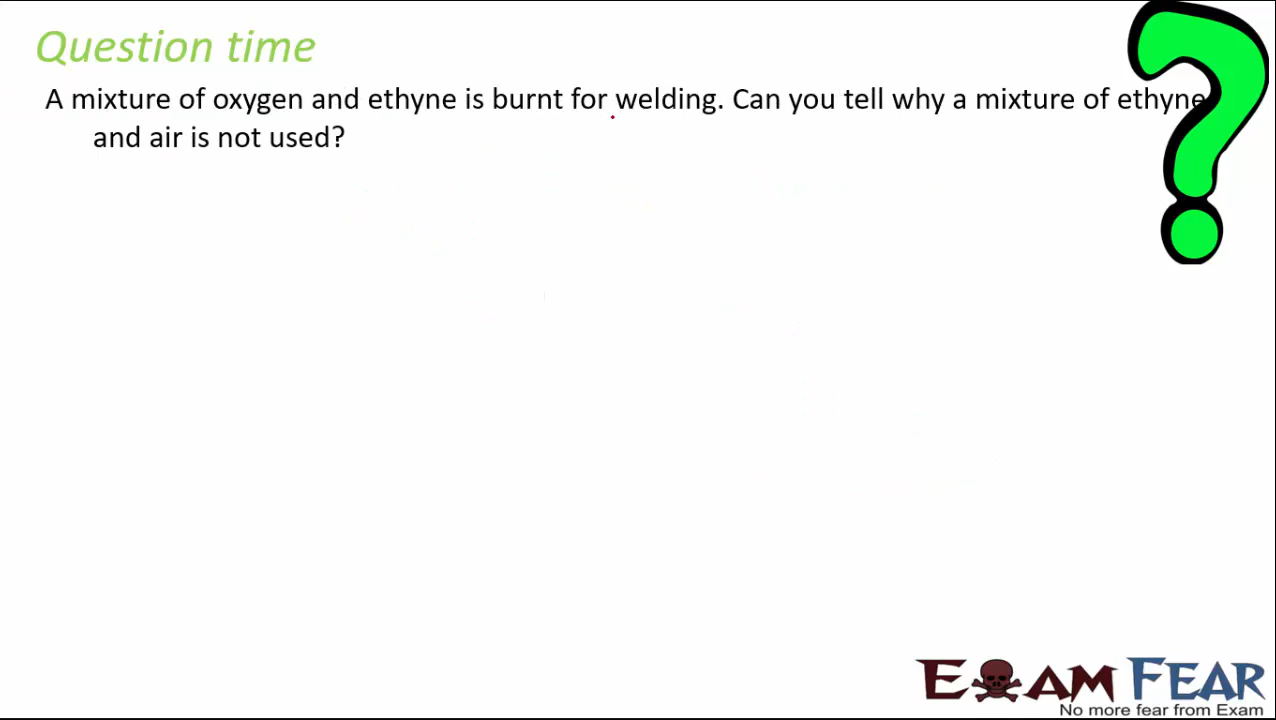 Question time
A mixture of oxygen and ethyne is burnt for welding. Can you tell why a mixture of ethyne
and air is not used?
EXAM FEAR
No more fear from Exam